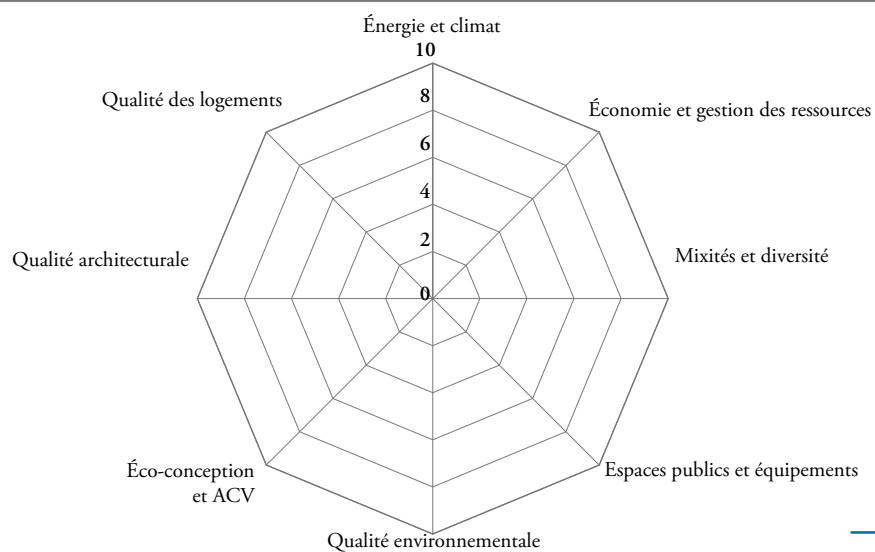 Énergie et climat
10
Qualité des logements
8
Économie et gestion des ressources
6
4
2
Qualité architecturale
Mixités et diversité
0
Éco-conception
et ACV
Espaces publics et équipements
Qualité environnementale